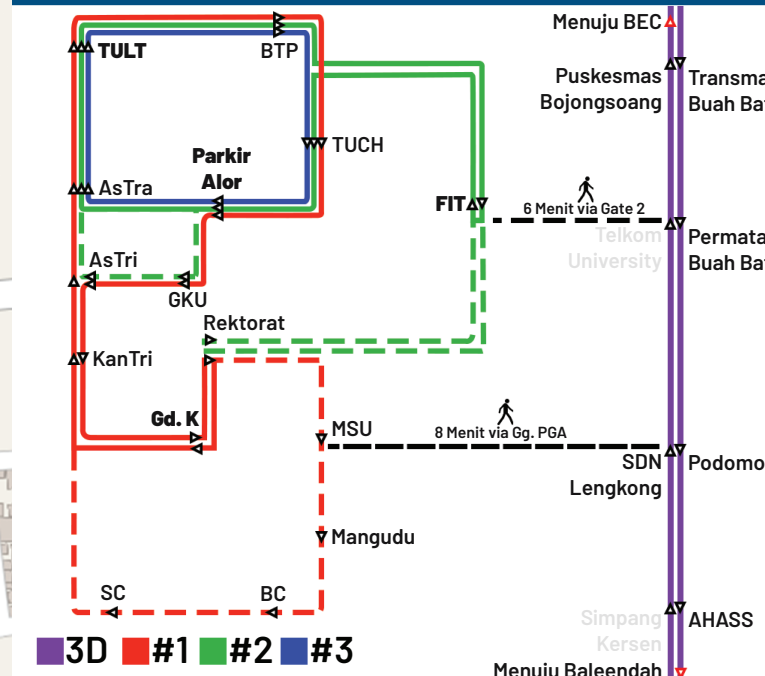 Menuju BEC
TULT
BTP
Puskesmas
Bojongsoang
Transma
Buah Ba
TUCH
Parkir
Alor
AsTra
FIT
6 Menit via Gate 2
Telkom
University
Permata
Buah Ba
AsTri
GKU
Rektorat
KanTri
Gd. K
MSU
8 Menit via Gg. PGA
SDN
Lengkong
Podomo
Mangudu
SC
BC
Simpang
Kersen
AHASS
3D #1 #2 #3
Menuju Baleendah